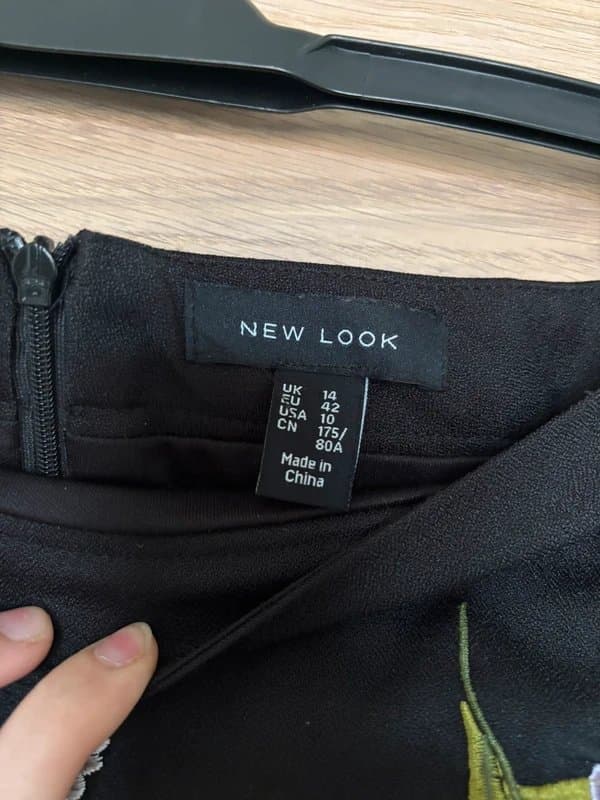 NEW LOOK
UK 14
EU 42
USA 10
CN 175/
80A
Made in
China